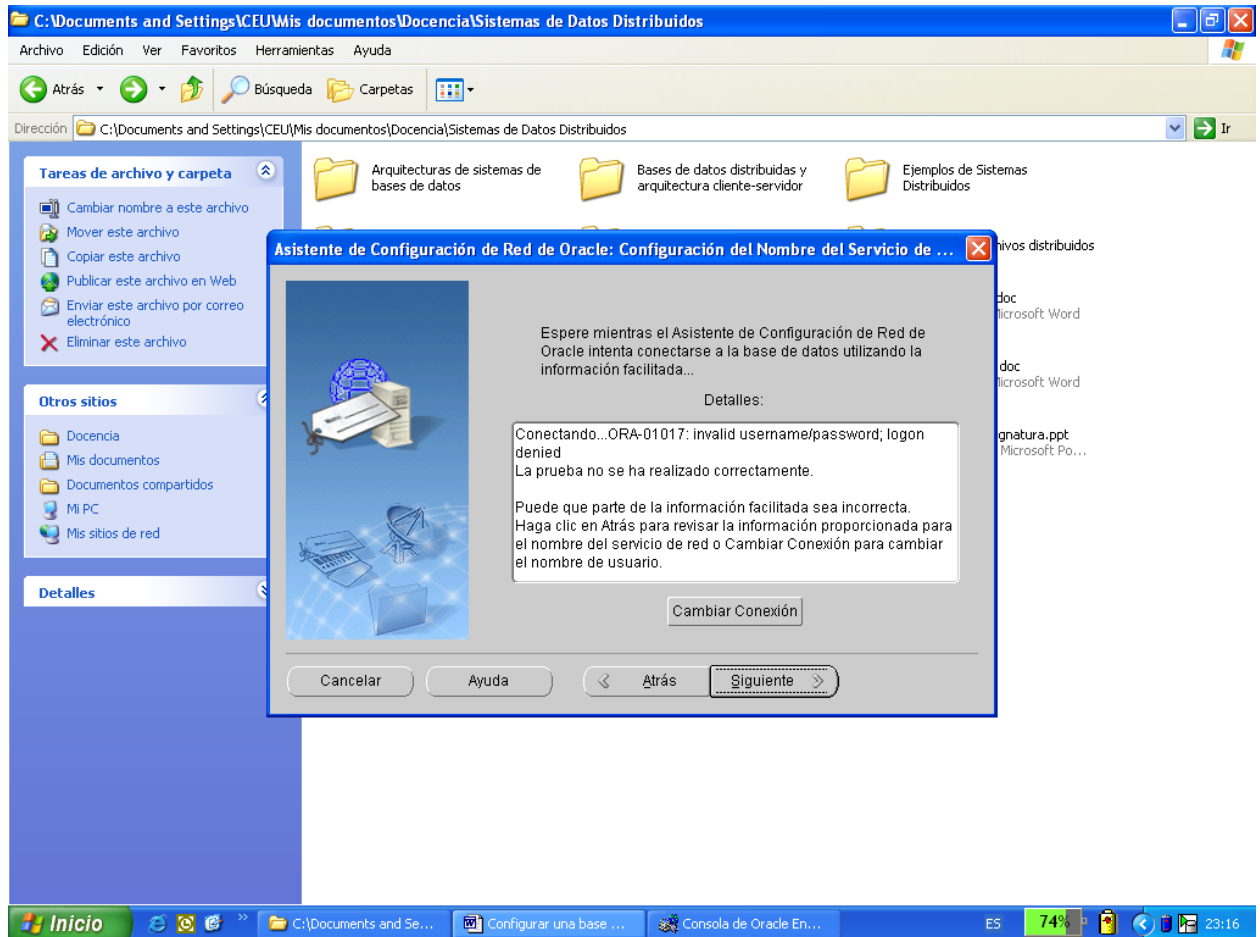 C:\Documents and Settings\CEU\Mis documentos\Docencia\Sistemas de Datos Distribuidos
Archivo Edición Ver Favoritos Herramientas Ayuda
Atrás Búsqueda Carpetas
Dirección C:\Documents and Settings\CEU\Mis documentos\Docencia\Sistemas de Datos Distribuidos Ir
Tareas de archivo y carpeta
Cambiar nombre a este archivo
Mover este archivo
Copiar este archivo
Publicar este archivo en Web
Enviar este archivo por correo
electrónico
Eliminar este archivo
Otros sitios
Docencia
Mis documentos
Documentos compartidos
Mi PC
Mis sitios de red
Detalles
Arquitecturas de sistemas de
bases de datos
Bases de datos distribuidas y
arquitectura cliente-servidor
Ejemplos de Sistemas
Distribuidos
hivos distribuidos
doc
icrosoft Word
doc
icrosoft Word
gnatura.ppt
Microsoft Po...
Asistente de Configuración de Red de Oracle: Configuración del Nombre del Servicio de ...
Espere mientras el Asistente de Configuración de Red de
Oracle intenta conectarse a la base de datos utilizando la
información facilitada...
Detalles:
Conectando...ORA-01017: invalid username/password; logon
denied
La prueba no se ha realizado correctamente.
Puede que parte de la información facilitada sea incorrecta.
Haga clic en Atrás para revisar la información proporcionada para
el nombre del servicio de red o Cambiar Conexión para cambiar
el nombre de usuario.
Cambiar Conexión
Cancelar Ayuda Atrás Siguiente
Inicio C:\Documents and Se... Configurar una base ... Consola de Oracle En... ES 74% 23:16